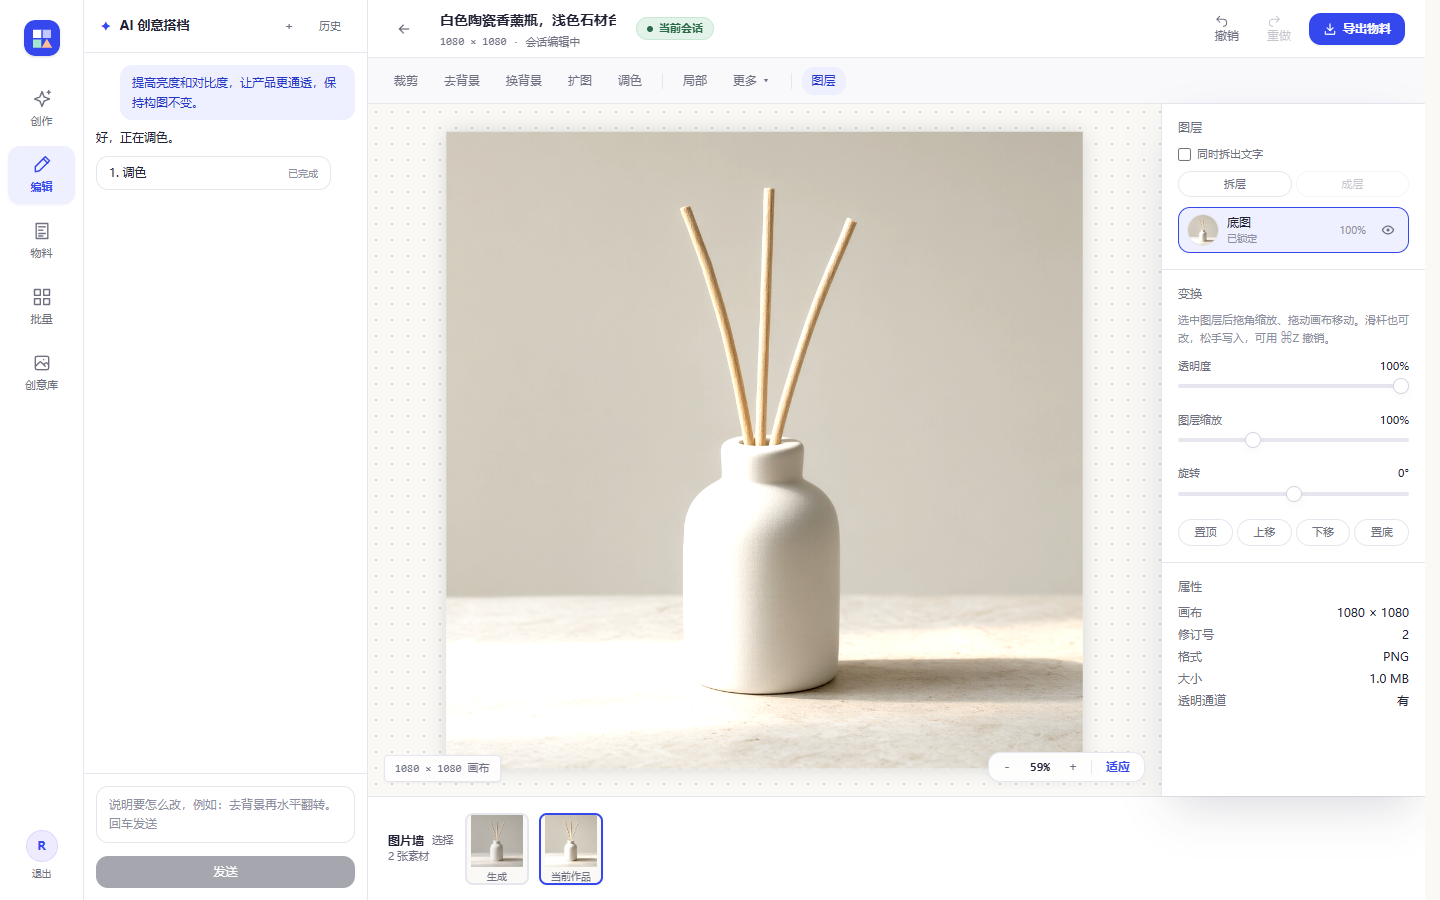 创作
编辑
物料
批量
创意库
R
退出
AI 创意搭档
+
历史
提高亮度和对比度，让产品更通透，保
持构图不变。
好，正在调色。
1. 调色
已完成
说明要怎么改，例如：去背景再水平翻转。
回车发送
发送
白色陶瓷香薰瓶，浅色石材
1080 × 1080 · 会话编辑中
当前会话
撤销
重做
导出物料
裁剪
去背景
换背景
扩图
调色
局部
更多
图层
1080 × 1080 画布
- 59% + 适应
图层
同时拆出文字
拆层
成层
底图
已锁定
100%
变换
选中图层后拖角缩放、拖动画布移动。滑杆也可
改，松手写入，可用 ⌘Z 撤销。
透明度 100%
图层缩放 100%
旋转 0°
置顶
上移
下移
置底
属性
画布 1080 × 1080
修订号 2
格式 PNG
大小 1.0 MB
透明通道 有
图片墙 选择
2 张素材
生成
当前作品